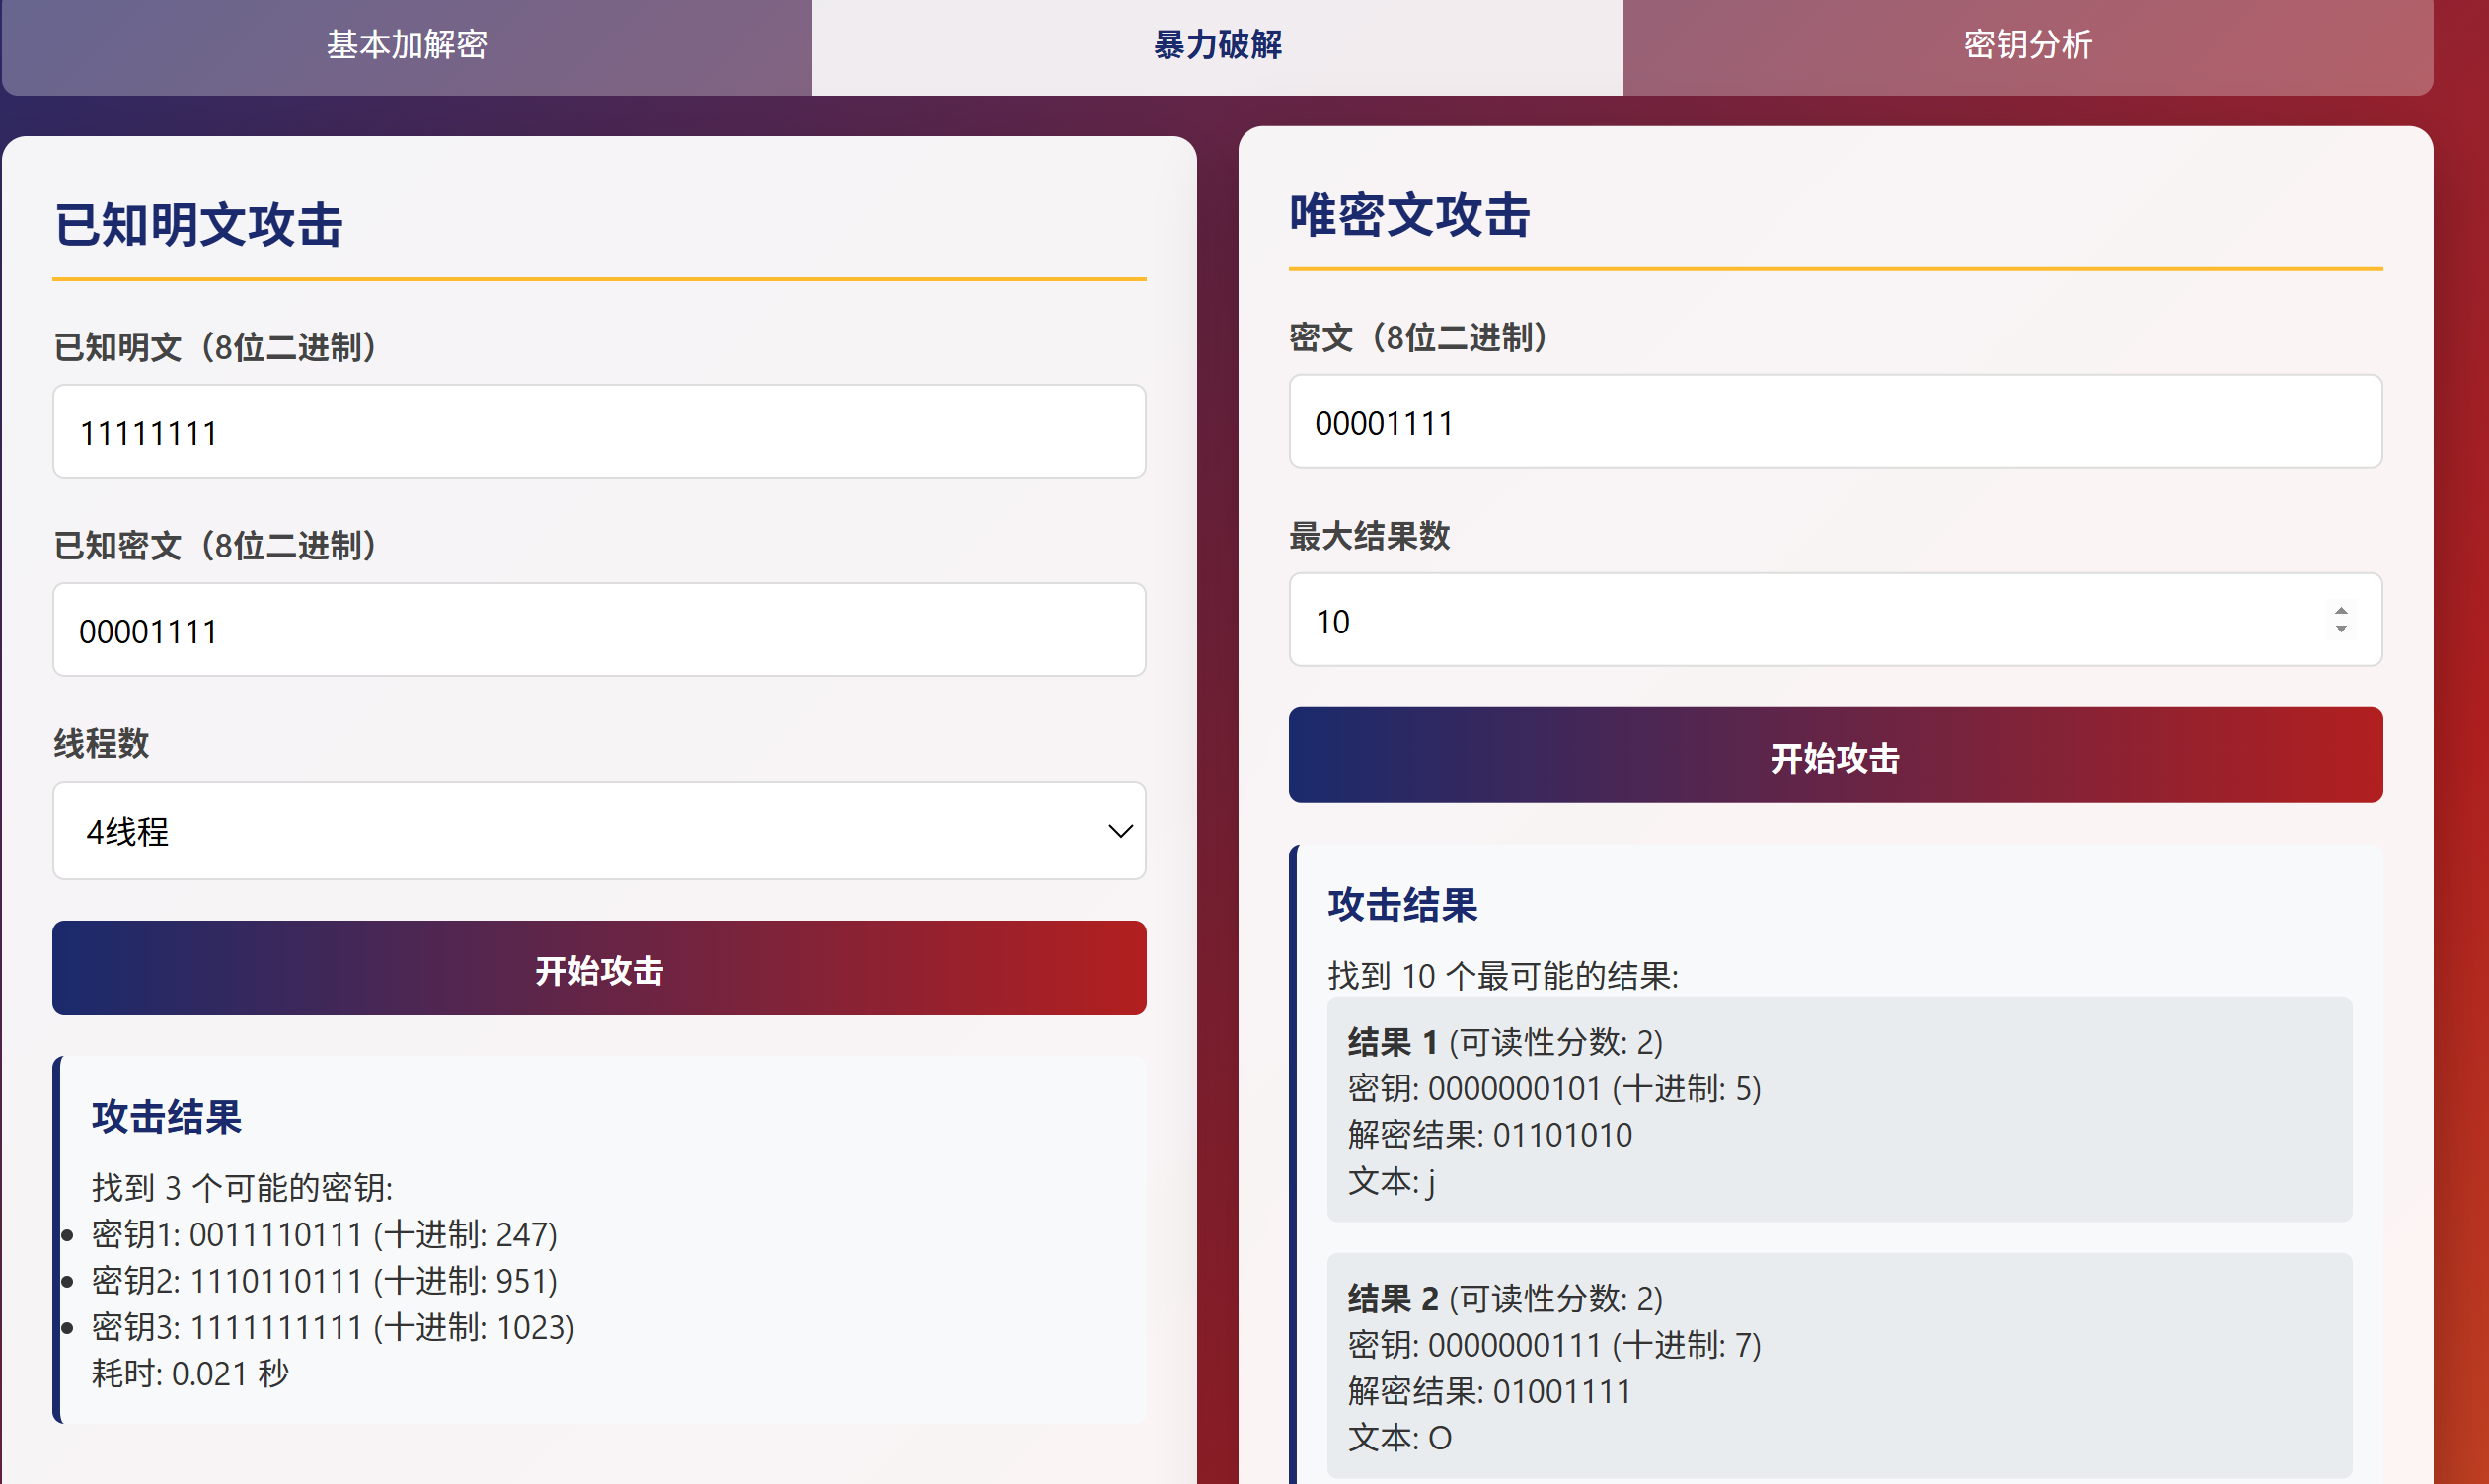 基本加解密
暴力破解
密钥分析
已知明文攻击
已知明文（8位二进制）
11111111
已知密文（8位二进制）
00001111
线程数
4线程
开始攻击
攻击结果
找到 3 个可能的密钥:
密钥1: 0011110111 (十进制: 247)
密钥2: 1110110111 (十进制: 951)
密钥3: 1111111111 (十进制: 1023)
耗时: 0.021 秒
唯密文攻击
密文（8位二进制）
00001111
最大结果数
10
开始攻击
攻击结果
找到 10 个最可能的结果:
结果 1 (可读性分数: 2)
密钥: 0000000101 (十进制: 5)
解密结果: 01101010
文本: j
结果 2 (可读性分数: 2)
密钥: 0000000111 (十进制: 7)
解密结果: 01001111
文本: O